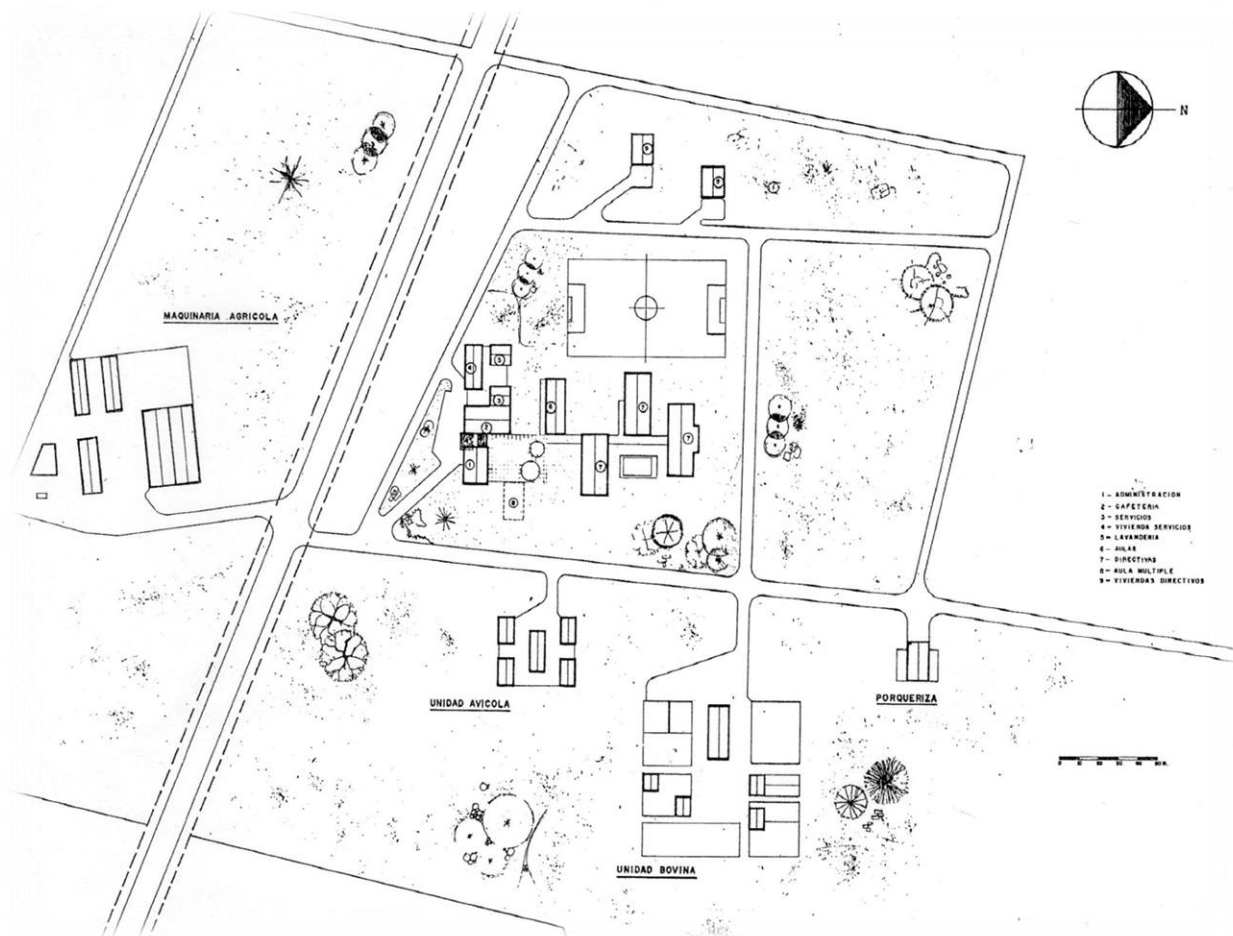 N
MAQUINARIA AGRICOLA
1 - ADMINISTRACION
2 - CAFETERIA
3 - SERVICIOS
4 - VIVIENDA SERVICIOS
5 - LAVANDERIA
6 - AULAS
7 - DIRECTIVAS
8 - AULA MULTIPLE
9 - VIVIENDAS DIRECTIVOS
UNIDAD AVICOLA
PORQUERIZA
UNIDAD BOVINA